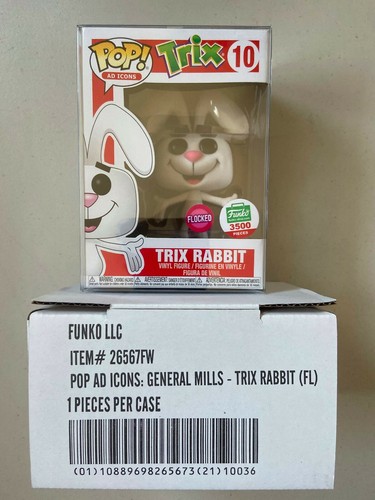 POP!
AD ICONS
Trix
10
FLOCKED
Funko
3500
PIECES
TRIX RABBIT
VINYL FIGURE / FIGURINE EN VINYLE /
FIGURA DE VINIL
FUNKO LLC
ITEM# 26567FW
POP AD ICONS: GENERAL MILLS - TRIX RABBIT (FL)
1 PIECES PER CASE
(01)10889698265673(21)10036